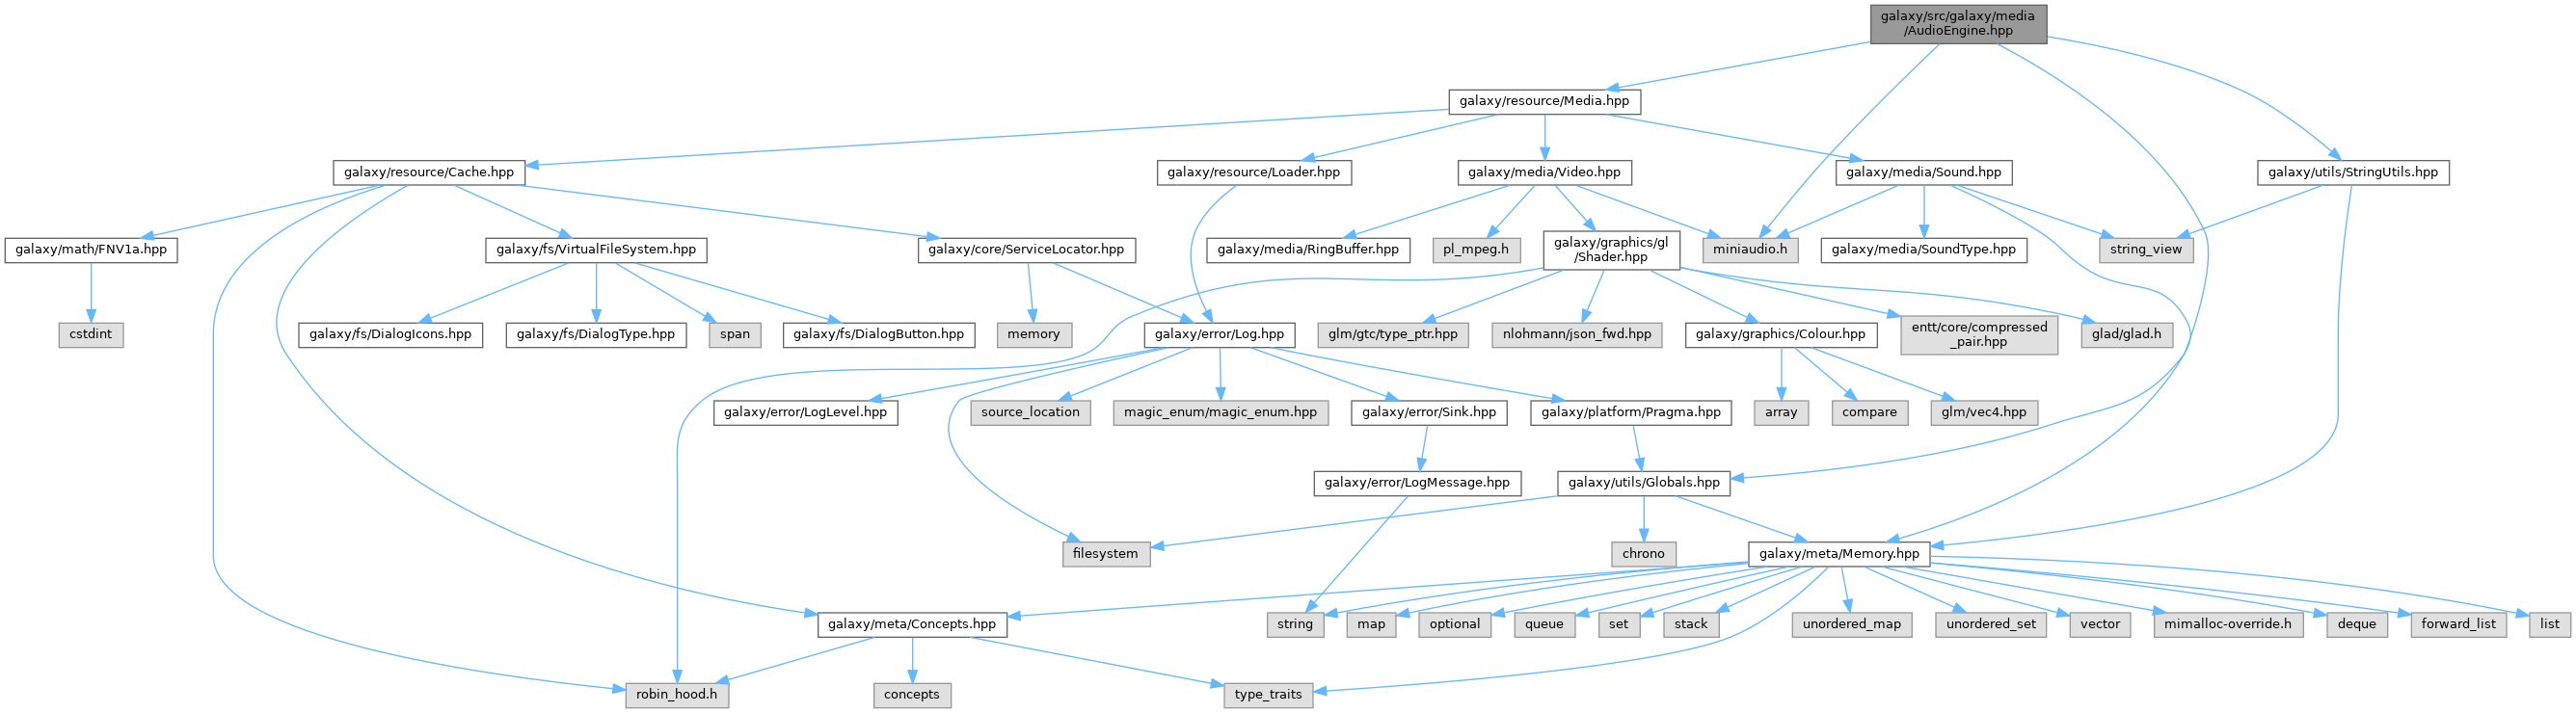 galaxy/src/galaxy/media
/AudioEngine.hpp
galaxy/resource/Media.hpp
galaxy/resource/Cache.hpp
galaxy/resource/Loader.hpp
galaxy/media/Video.hpp
galaxy/media/Sound.hpp
galaxy/utils/StringUtils.hpp
galaxy/math/FNV1a.hpp
galaxy/fs/VirtualFileSystem.hpp
galaxy/core/ServiceLocator.hpp
galaxy/media/RingBuffer.hpp
pl_mpeg.h
galaxy/graphics/gl
/Shader.hpp
miniaudio.h
galaxy/media/SoundType.hpp
string_view
cstdint
galaxy/fs/DialogIcons.hpp
galaxy/fs/DialogType.hpp
span
galaxy/fs/DialogButton.hpp
memory
galaxy/error/Log.hpp
glm/gtc/type_ptr.hpp
nlohmann/json_fwd.hpp
galaxy/graphics/Colour.hpp
entt/core/compressed
_pair.hpp
glad/glad.h
galaxy/error/LogLevel.hpp
source_location
magic_enum/magic_enum.hpp
galaxy/error/Sink.hpp
galaxy/platform/Pragma.hpp
array
compare
glm/vec4.hpp
galaxy/error/LogMessage.hpp
galaxy/utils/Globals.hpp
filesystem
chrono
galaxy/meta/Memory.hpp
galaxy/meta/Concepts.hpp
string
map
optional
queue
set
stack
unordered_map
unordered_set
vector
mimalloc-override.h
deque
forward_list
list
robin_hood.h
concepts
type_traits